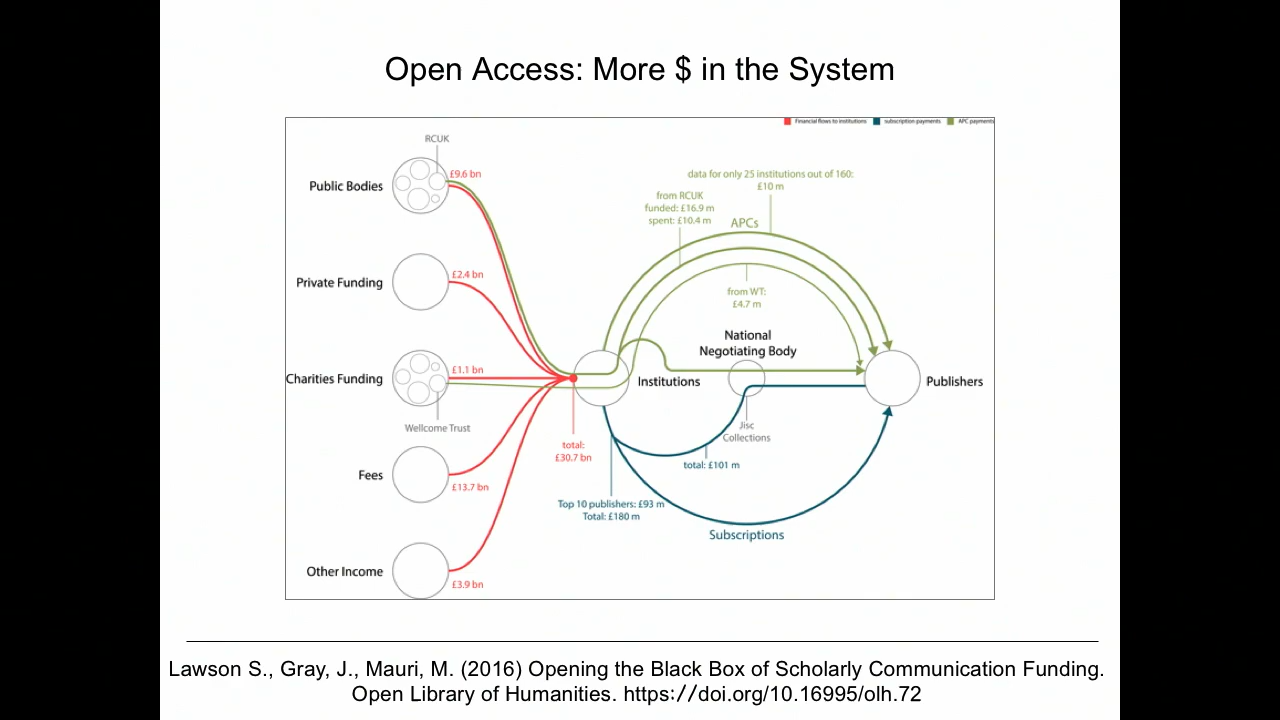 Open Access: More $ in the System
Financial flows to institutions
subscription payments
APC payments
RCUK
Public Bodies
£9.6 bn
Private Funding
£2.4 bn
Charities Funding
£1.1 bn
Wellcome Trust
Fees
£13.7 bn
Other Income
£3.9 bn
total:
£30.7 bn
Institutions
from RCUK
funded: £16.9 m
spent: £10.4 m
data for only 25 institutions out of 160:
£10 m
APCs
from WT:
£4.7 m
National
Negotiating Body
Publishers
Jisc
Collections
total: £101 m
Top 10 publishers: £93 m
Total: £180 m
Subscriptions
Lawson S., Gray, J., Mauri, M. (2016) Opening the Black Box of Scholarly Communication Funding.
Open Library of Humanities. https://doi.org/10.16995/olh.72